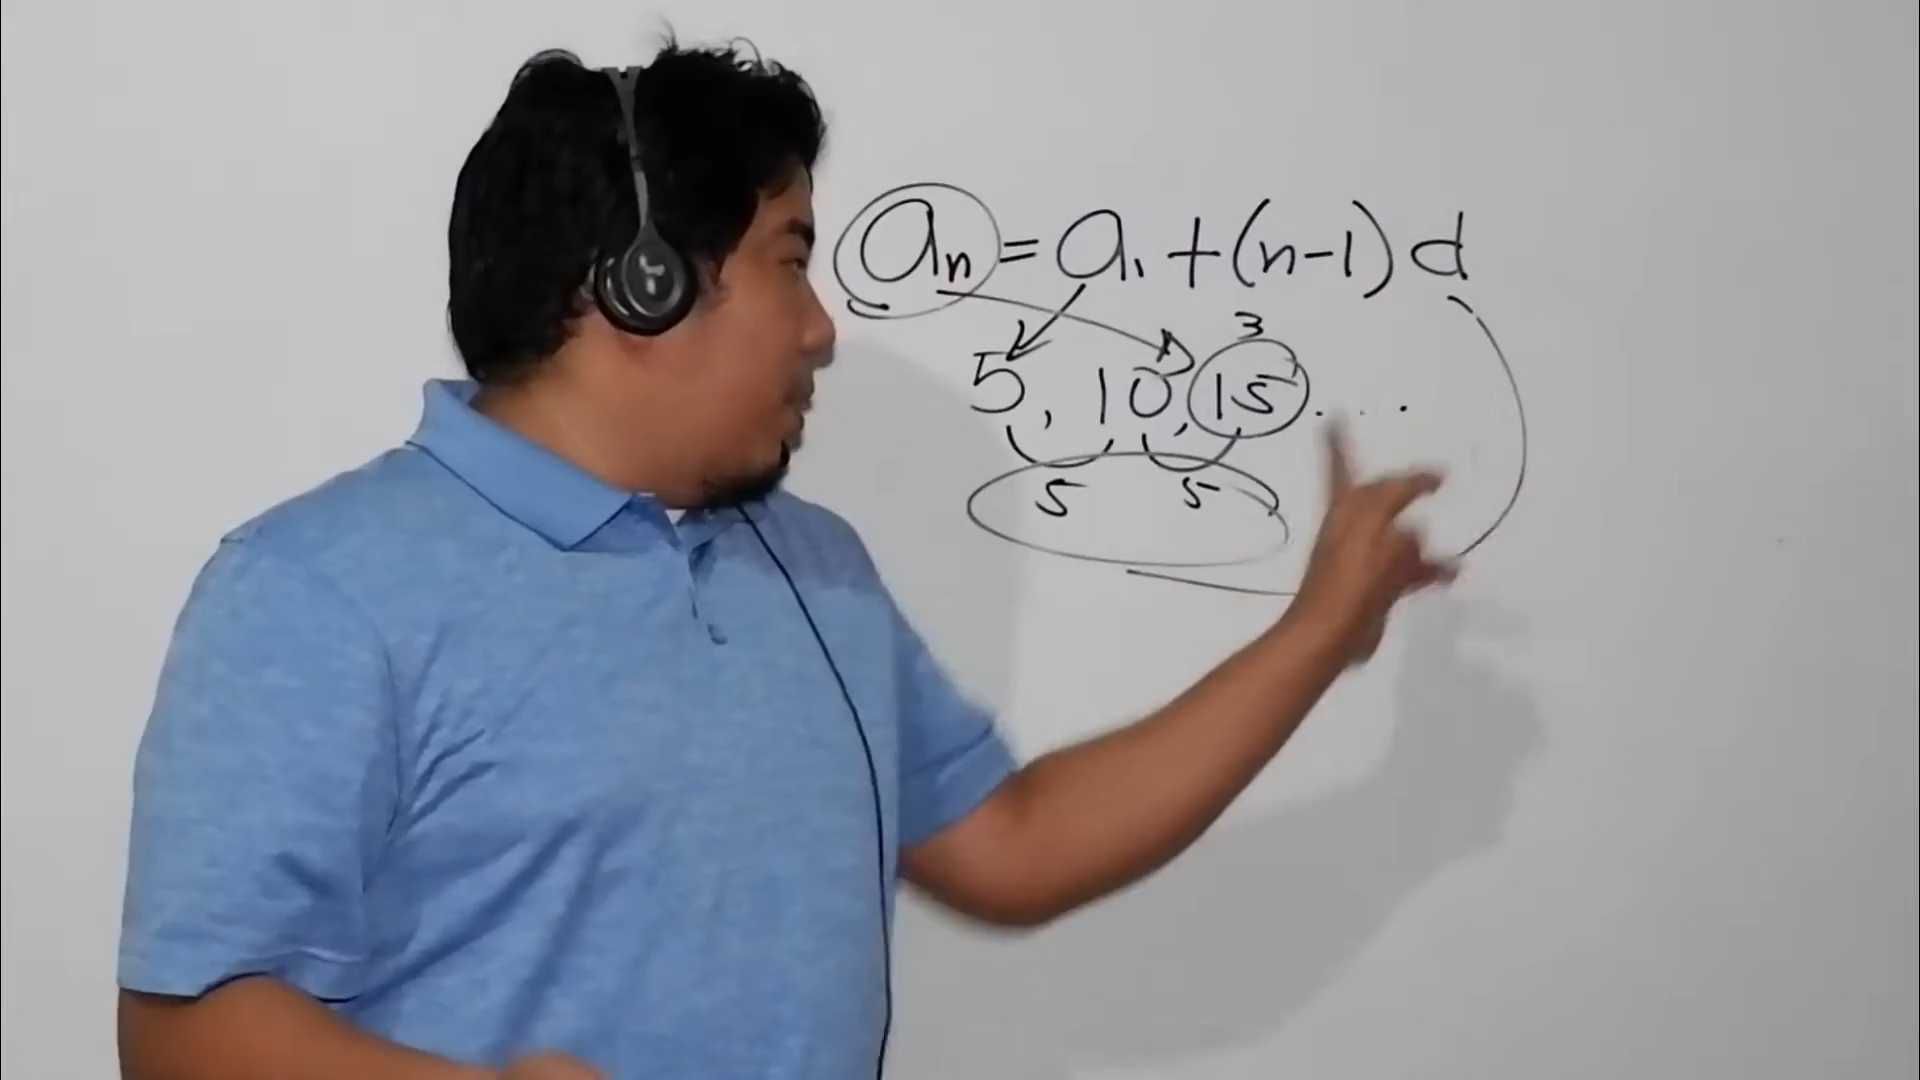 aₙ = a₁ + (n-1) d
3
5, 10, 15 ....
5 5